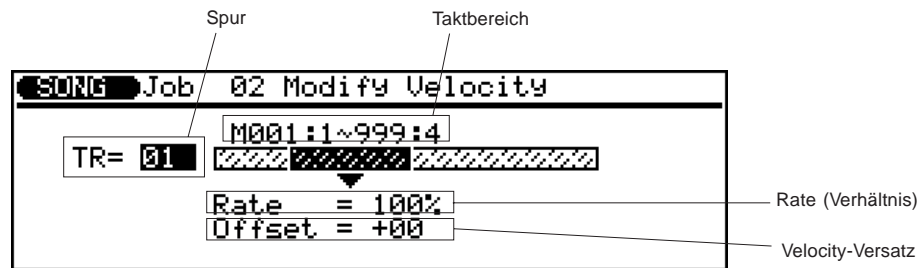 Spur
Taktbereich
SONG Job 02 Modify Velocity
M001:1~999:4
TR= 01
Rate = 100%
Rate (Verhältnis)
Offset = +00
Velocity-Versatz